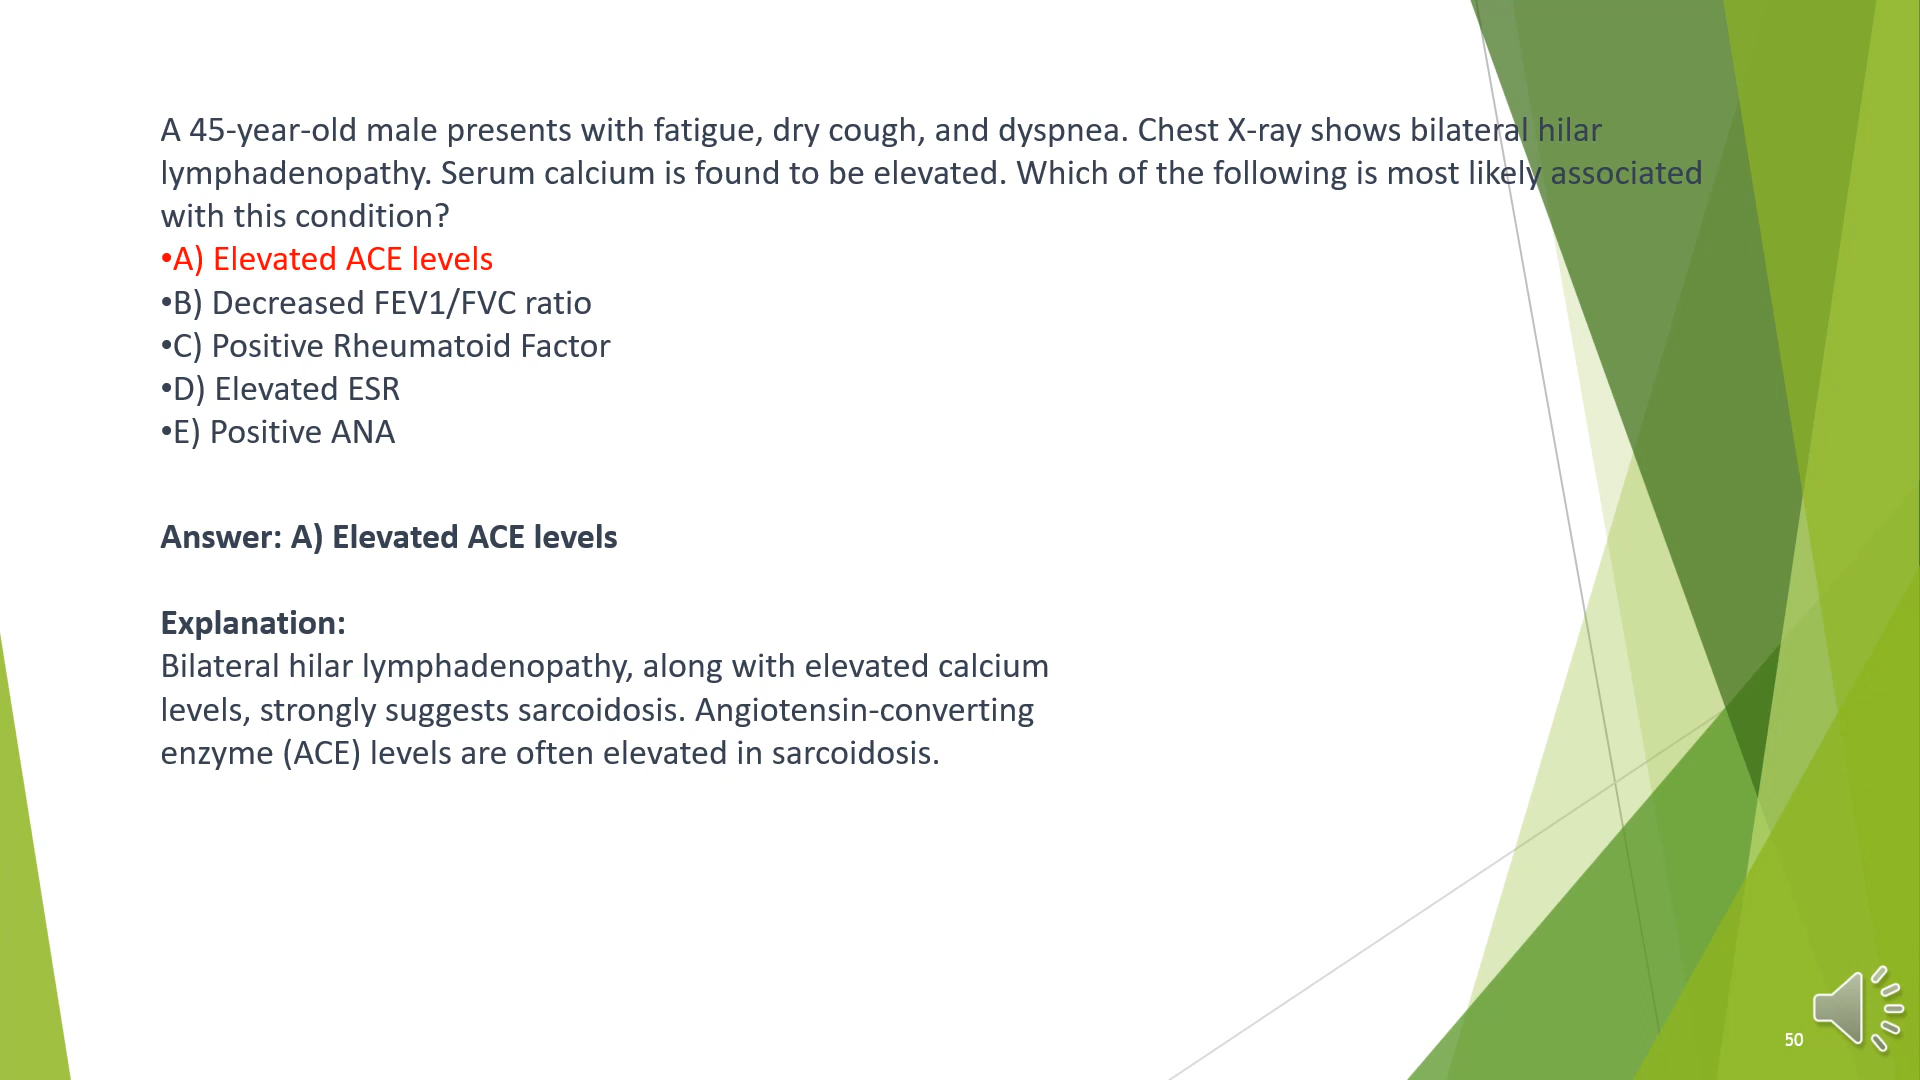 A 45-year-old male presents with fatigue, dry cough, and dyspnea. Chest X-ray shows bilateral hilar
lymphadenopathy. Serum calcium is found to be elevated. Which of the following is most likely associated
with this condition?
•A) Elevated ACE levels
•B) Decreased FEV1/FVC ratio
•C) Positive Rheumatoid Factor
•D) Elevated ESR
•E) Positive ANA
Answer: A) Elevated ACE levels
Explanation:
Bilateral hilar lymphadenopathy, along with elevated calcium
levels, strongly suggests sarcoidosis. Angiotensin-converting
enzyme (ACE) levels are often elevated in sarcoidosis.
50